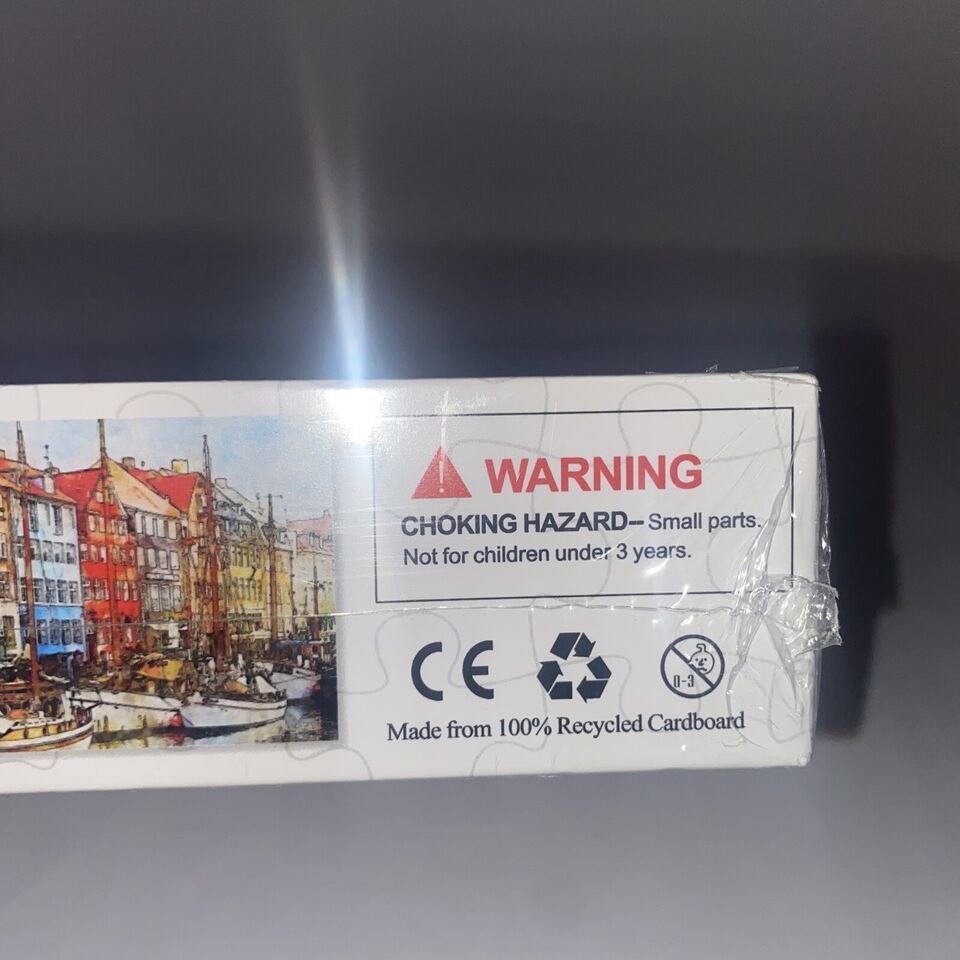 WARNING
CHOKING HAZARD–Small parts.
Not for children under 3 years.
CE
0-3
Made from 100% Recycled Cardboard